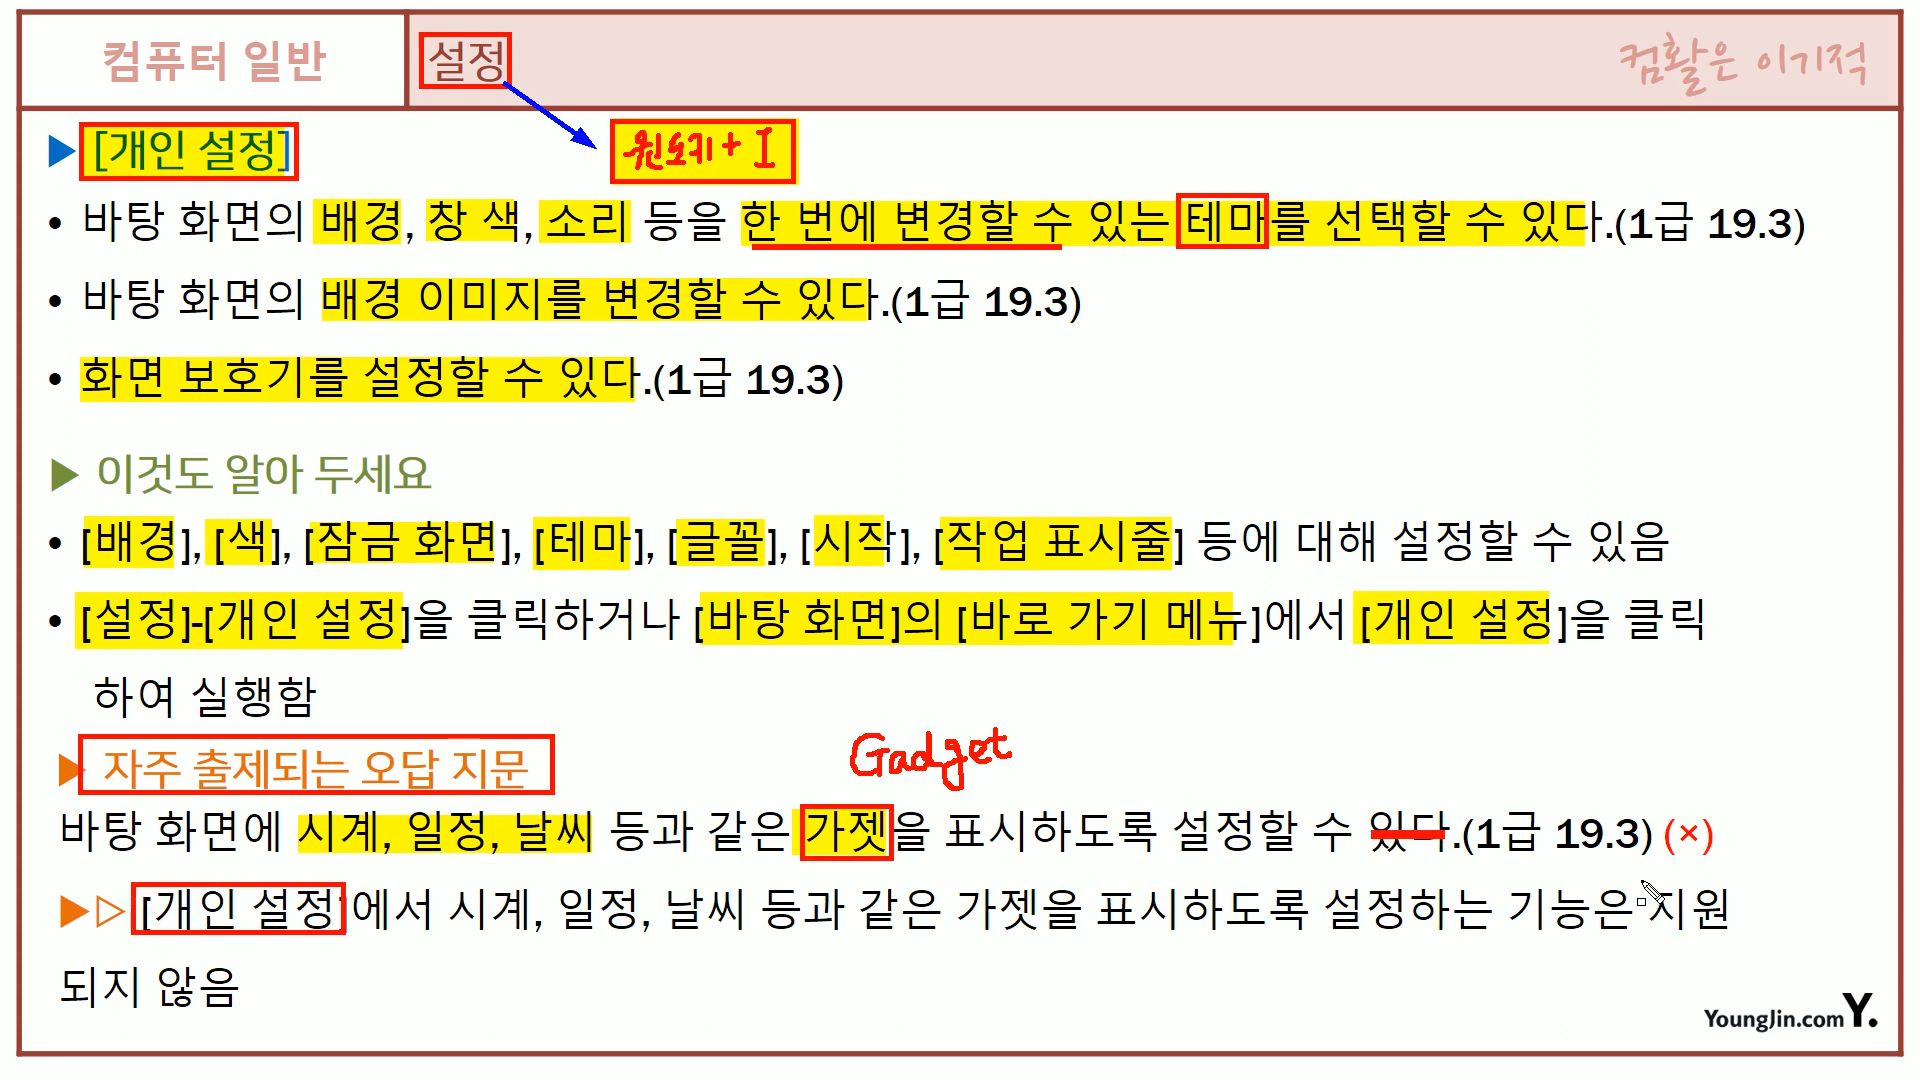 컴퓨터 일반
설정
컴활은 이기적
▶[개인 설정]
윈도키 + I
• 바탕 화면의 배경, 창 색, 소리 등을 한 번에 변경할 수 있는 테마를 선택할 수 있다.(1급 19.3)
• 바탕 화면의 배경 이미지를 변경할 수 있다.(1급 19.3)
• 화면 보호기를 설정할 수 있다.(1급 19.3)
▶ 이것도 알아 두세요
• [배경], [색], [잠금 화면], [테마], [글꼴], [시작], [작업 표시줄] 등에 대해 설정할 수 있음
• [설정]-[개인 설정]을 클릭하거나 [바탕 화면]의 [바로 가기 메뉴]에서 [개인 설정]을 클릭
하여 실행함
▶ 자주 출제되는 오답 지문
Gadget
바탕 화면에 시계, 일정, 날씨 등과 같은 가젯을 표시하도록 설정할 수 있다.(1급 19.3) (×)
▶▷ [개인 설정]에서 시계, 일정, 날씨 등과 같은 가젯을 표시하도록 설정하는 기능은 지원
되지 않음
YoungJin.com Y.